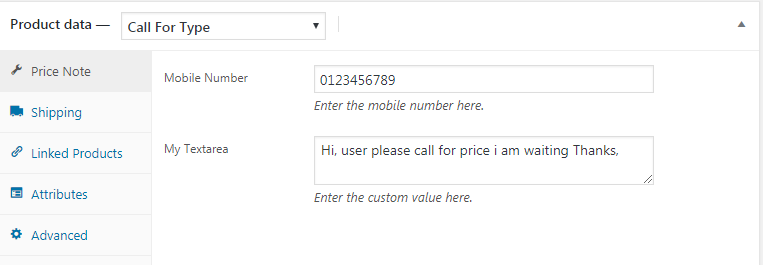 Product data — Call For Type
Price Note
Shipping
Linked Products
Attributes
Advanced
Mobile Number 0123456789
Enter the mobile number here.
My Textarea Hi, user please call for price i am waiting Thanks,
Enter the custom value here.